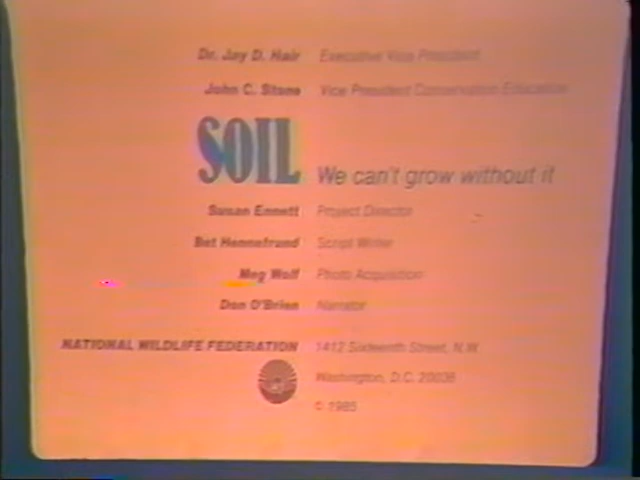 Dr. Jay D. Hair Executive Vice President
John C. Stone Vice President Conservation Education
SOIL We can't grow without it
Susan Ennett Project Director
Bet Hennefrund Script Writer
Meg Wolf Photo Acquisition
Don O'Brien Narrator
NATIONAL WILDLIFE FEDERATION 1412 Sixteenth Street, N.W.
Washington, D.C. 20036
© 1985